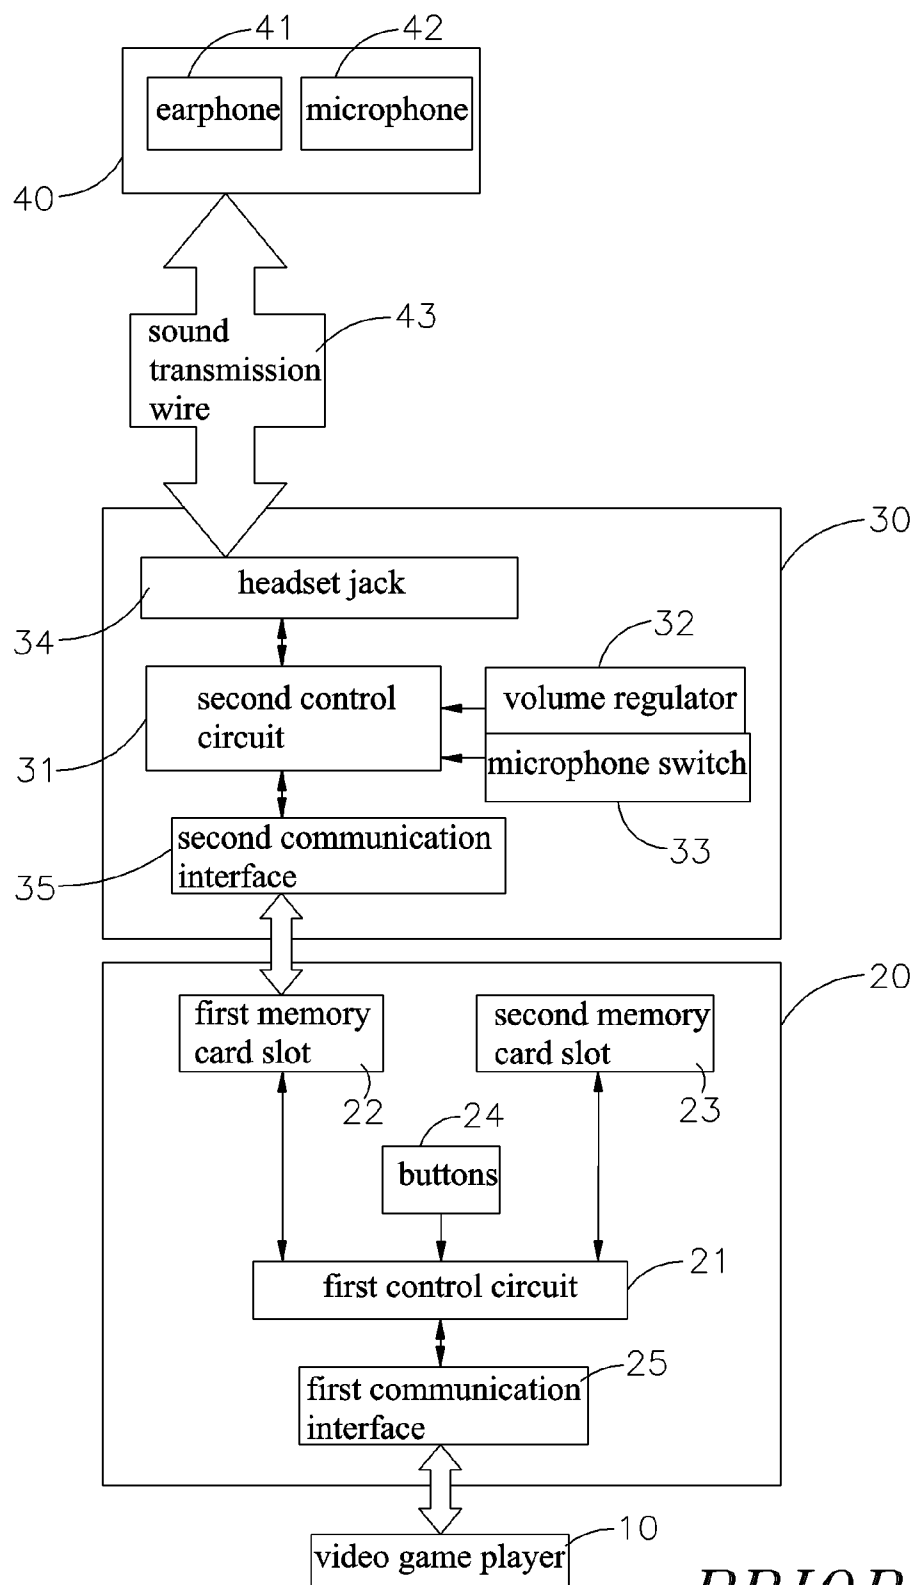 41
42
earphone
microphone
40
43
sound
transmission
wire
30
headset jack
34
32
second control
circuit
volume regulator
31
microphone switch
33
second communication
interface
35
20
first memory
card slot
second memory
card slot
22
23
24
buttons
21
first control circuit
25
first communication
interface
10
video game player